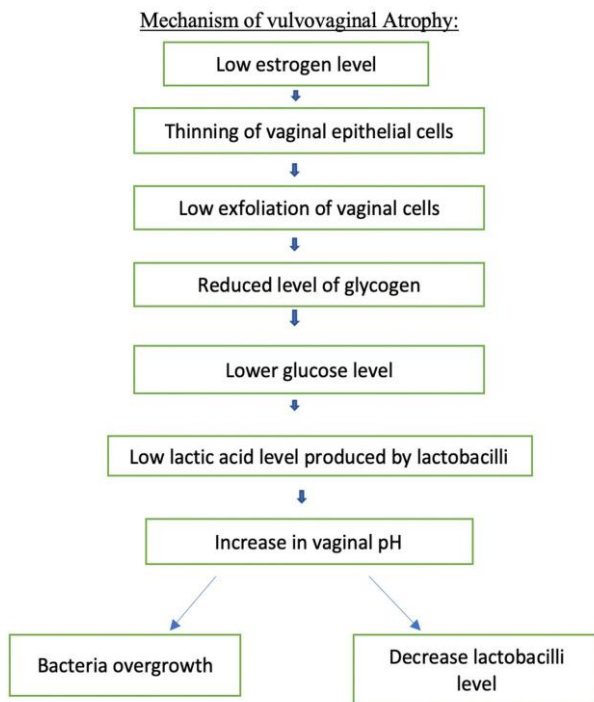 Mechanism of vulvovaginal Atrophy:
Low estrogen level
Thinning of vaginal epithelial cells
Low exfoliation of vaginal cells
Reduced level of glycogen
Lower glucose level
Low lactic acid level produced by lactobacilli
Increase in vaginal pH
Bacteria overgrowth
Decrease lactobacilli
level